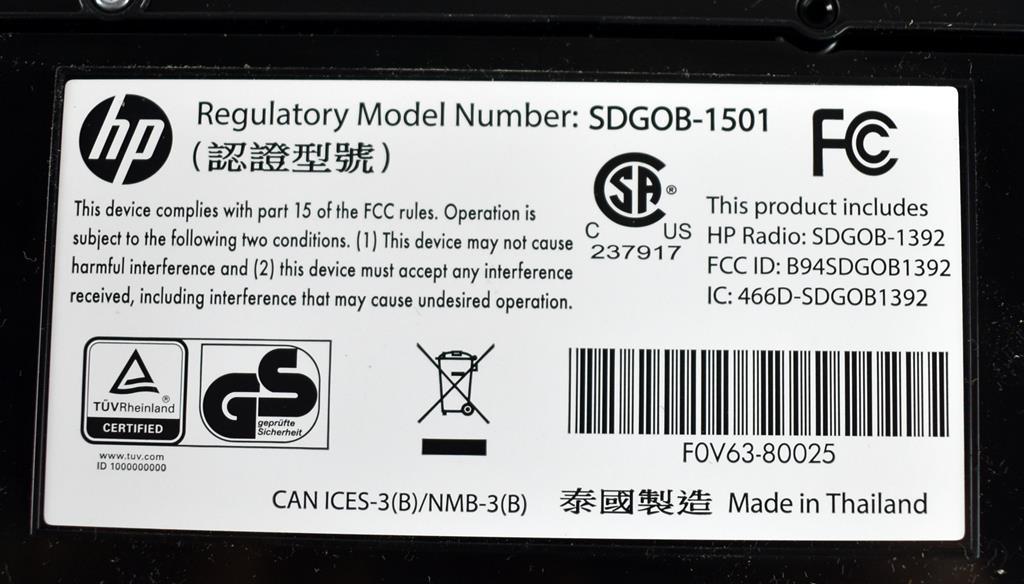 hp
Regulatory Model Number: SDGOB-1501
(認證型號)
FC
This device complies with part 15 of the FCC rules. Operation is
subject to the following two conditions. (1) This device may not cause
harmful interference and (2) this device must accept any interference
received, including interference that may cause undesired operation.
SA®
C US
237917
This product includes
HP Radio: SDGOB-1392
FCC ID: B94SDGOB1392
IC: 466D-SDGOB1392
TÜVRheinland®
CERTIFIED
www.tuv.com
ID 1000000000
GS
geprüfte
Sicherheit
F0V63-80025
CAN ICES-3(B)/NMB-3(B)
泰國製造 Made in Thailand